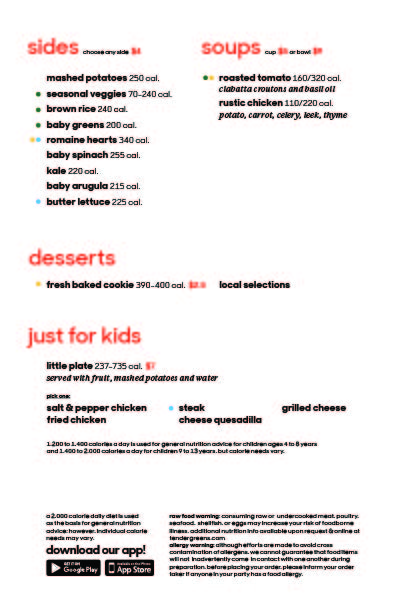 sides choose any side $4
mashed potatoes 250 cal.
seasonal veggies 70-240 cal.
brown rice 240 cal.
baby greens 200 cal.
romaine hearts 340 cal.
baby spinach 255 cal.
kale 220 cal.
baby arugula 215 cal.
butter lettuce 225 cal.
soups cup or bowl
roasted tomato 160/320 cal.
ciabatta croutons and basil oil
rustic chicken 110/220 cal.
potato, carrot, celery, leek, thyme
desserts
fresh baked cookie 390-400 cal.
local selections
just for kids
little plate 237-735 cal. $7
served with fruit, mashed potatoes and water
pick one:
salt & pepper chicken steak grilled cheese
fried chicken cheese quesadilla
1,200 to 1,400 calories a day is used for general nutrition advice for children ages 4 to 8 years
and 1,400 to 2,000 calories a day for children 9 to 13 years, but calorie needs vary.
a 2,000 calorie daily diet is used
as the basis for general nutrition
advice; however, individual calorie
needs may vary.
download our app!
GET IT ON
Google Play
Available on the iPhone
App Store
raw food warning: consuming raw or undercooked meat, poultry,
seafood, shellfish, or eggs may increase your risk of foodborne
illness. additional nutrition info available upon request & online at
tendergreens.com
allergy warning: although efforts are made to avoid cross
contamination of allergens, we cannot guarantee that food items
will not inadvertently come in contact with one another during
preparation. before placing your order, please inform your order
taker if anyone in your party has a food allergy.